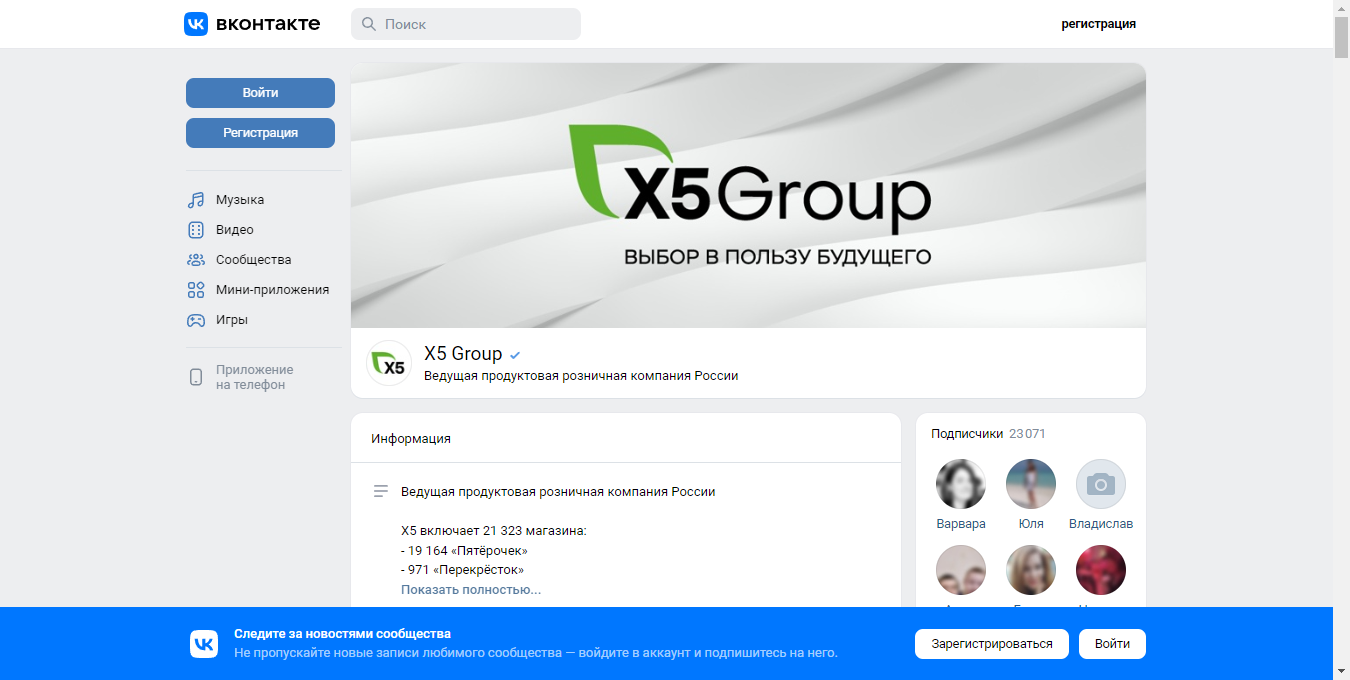 вконтакте
Поиск
регистрация
Войти
Регистрация
Музыка
Видео
Сообщества
Мини-приложения
Игры
Приложение
на телефон
X5 Group
ВЫБОР В ПОЛЬЗУ БУДУЩЕГО
X5
X5 Group
Ведущая продуктовая розничная компания России
Информация
Ведущая продуктовая розничная компания России
X5 включает 21 323 магазина:
- 19 164 «Пятёрочек»
- 971 «Перекрёсток»
Показать полностью...
Подписчики 23 071
Варвара Юля Владислав
Следите за новостями сообщества
Не пропускайте новые записи любимого сообщества — войдите в аккаунт и подпишитесь на него.
Зарегистрироваться
Войти